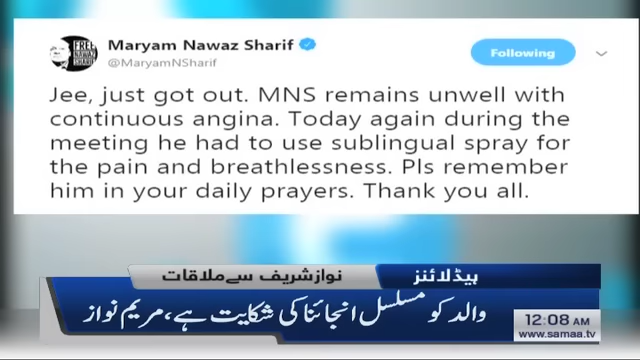 FREE
NAWAZ
SHARIF
Maryam Nawaz Sharif
@MaryamNSharif
Following
Jee, just got out. MNS remains unwell with
continuous angina. Today again during the
meeting he had to use sublingual spray for
the pain and breathlessness. Pls remember
him in your daily prayers. Thank you all.
ہیڈلائنز
نوازشریف سے ملاقات
والد کو مسلسل انجائنا کی شکایت ہے، مریم نواز
12:08 AM
www.samaa.tv